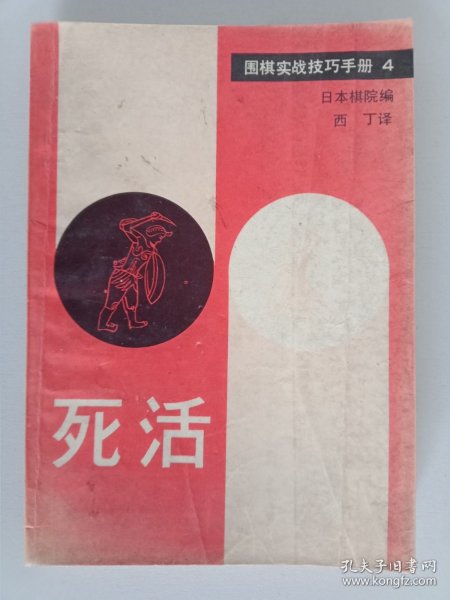 围棋实战技巧手册 4
日本棋院编
西 丁译
死活
孔夫子旧书网
www.kongfz.com